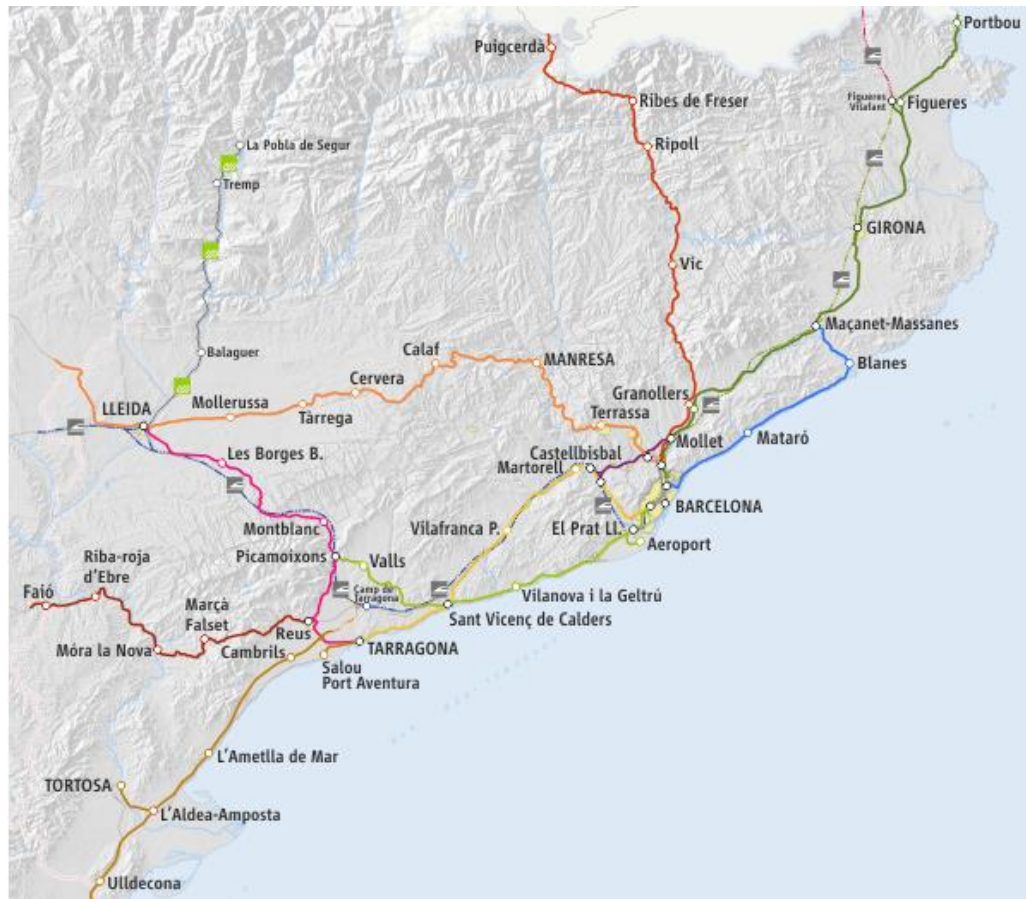 Portbou
Puigcerdà
Figueres
Vilafant
Figueres
Ribes de Freser
Ripoll
La Pobla de Segur
Tremp
GIRONA
Vic
Maçanet-Massanes
Calaf
MANRESA
Balaguer
Blanes
Cervera
Granollers
Mollerussa
Tàrrega
Terrassa
LLEIDA
Mollet
Mataró
Castellbisbal
Les Borges B.
Martorell
BARCELONA
Montblanc
Vilafranca P.
El Prat Ll.
Aeroport
Picamoixons
Valls
Riba-roja
d'Ebre
Camp de
Tarragona
Vilanova i la Geltrú
Faió
Marçà
Falset
Sant Vicenç de Calders
Reus
TARRAGONA
Móra la Nova
Cambrils
Salou
Port Aventura
L'Ametlla de Mar
TORTOSA
L'Aldea-Amposta
Ulldecona